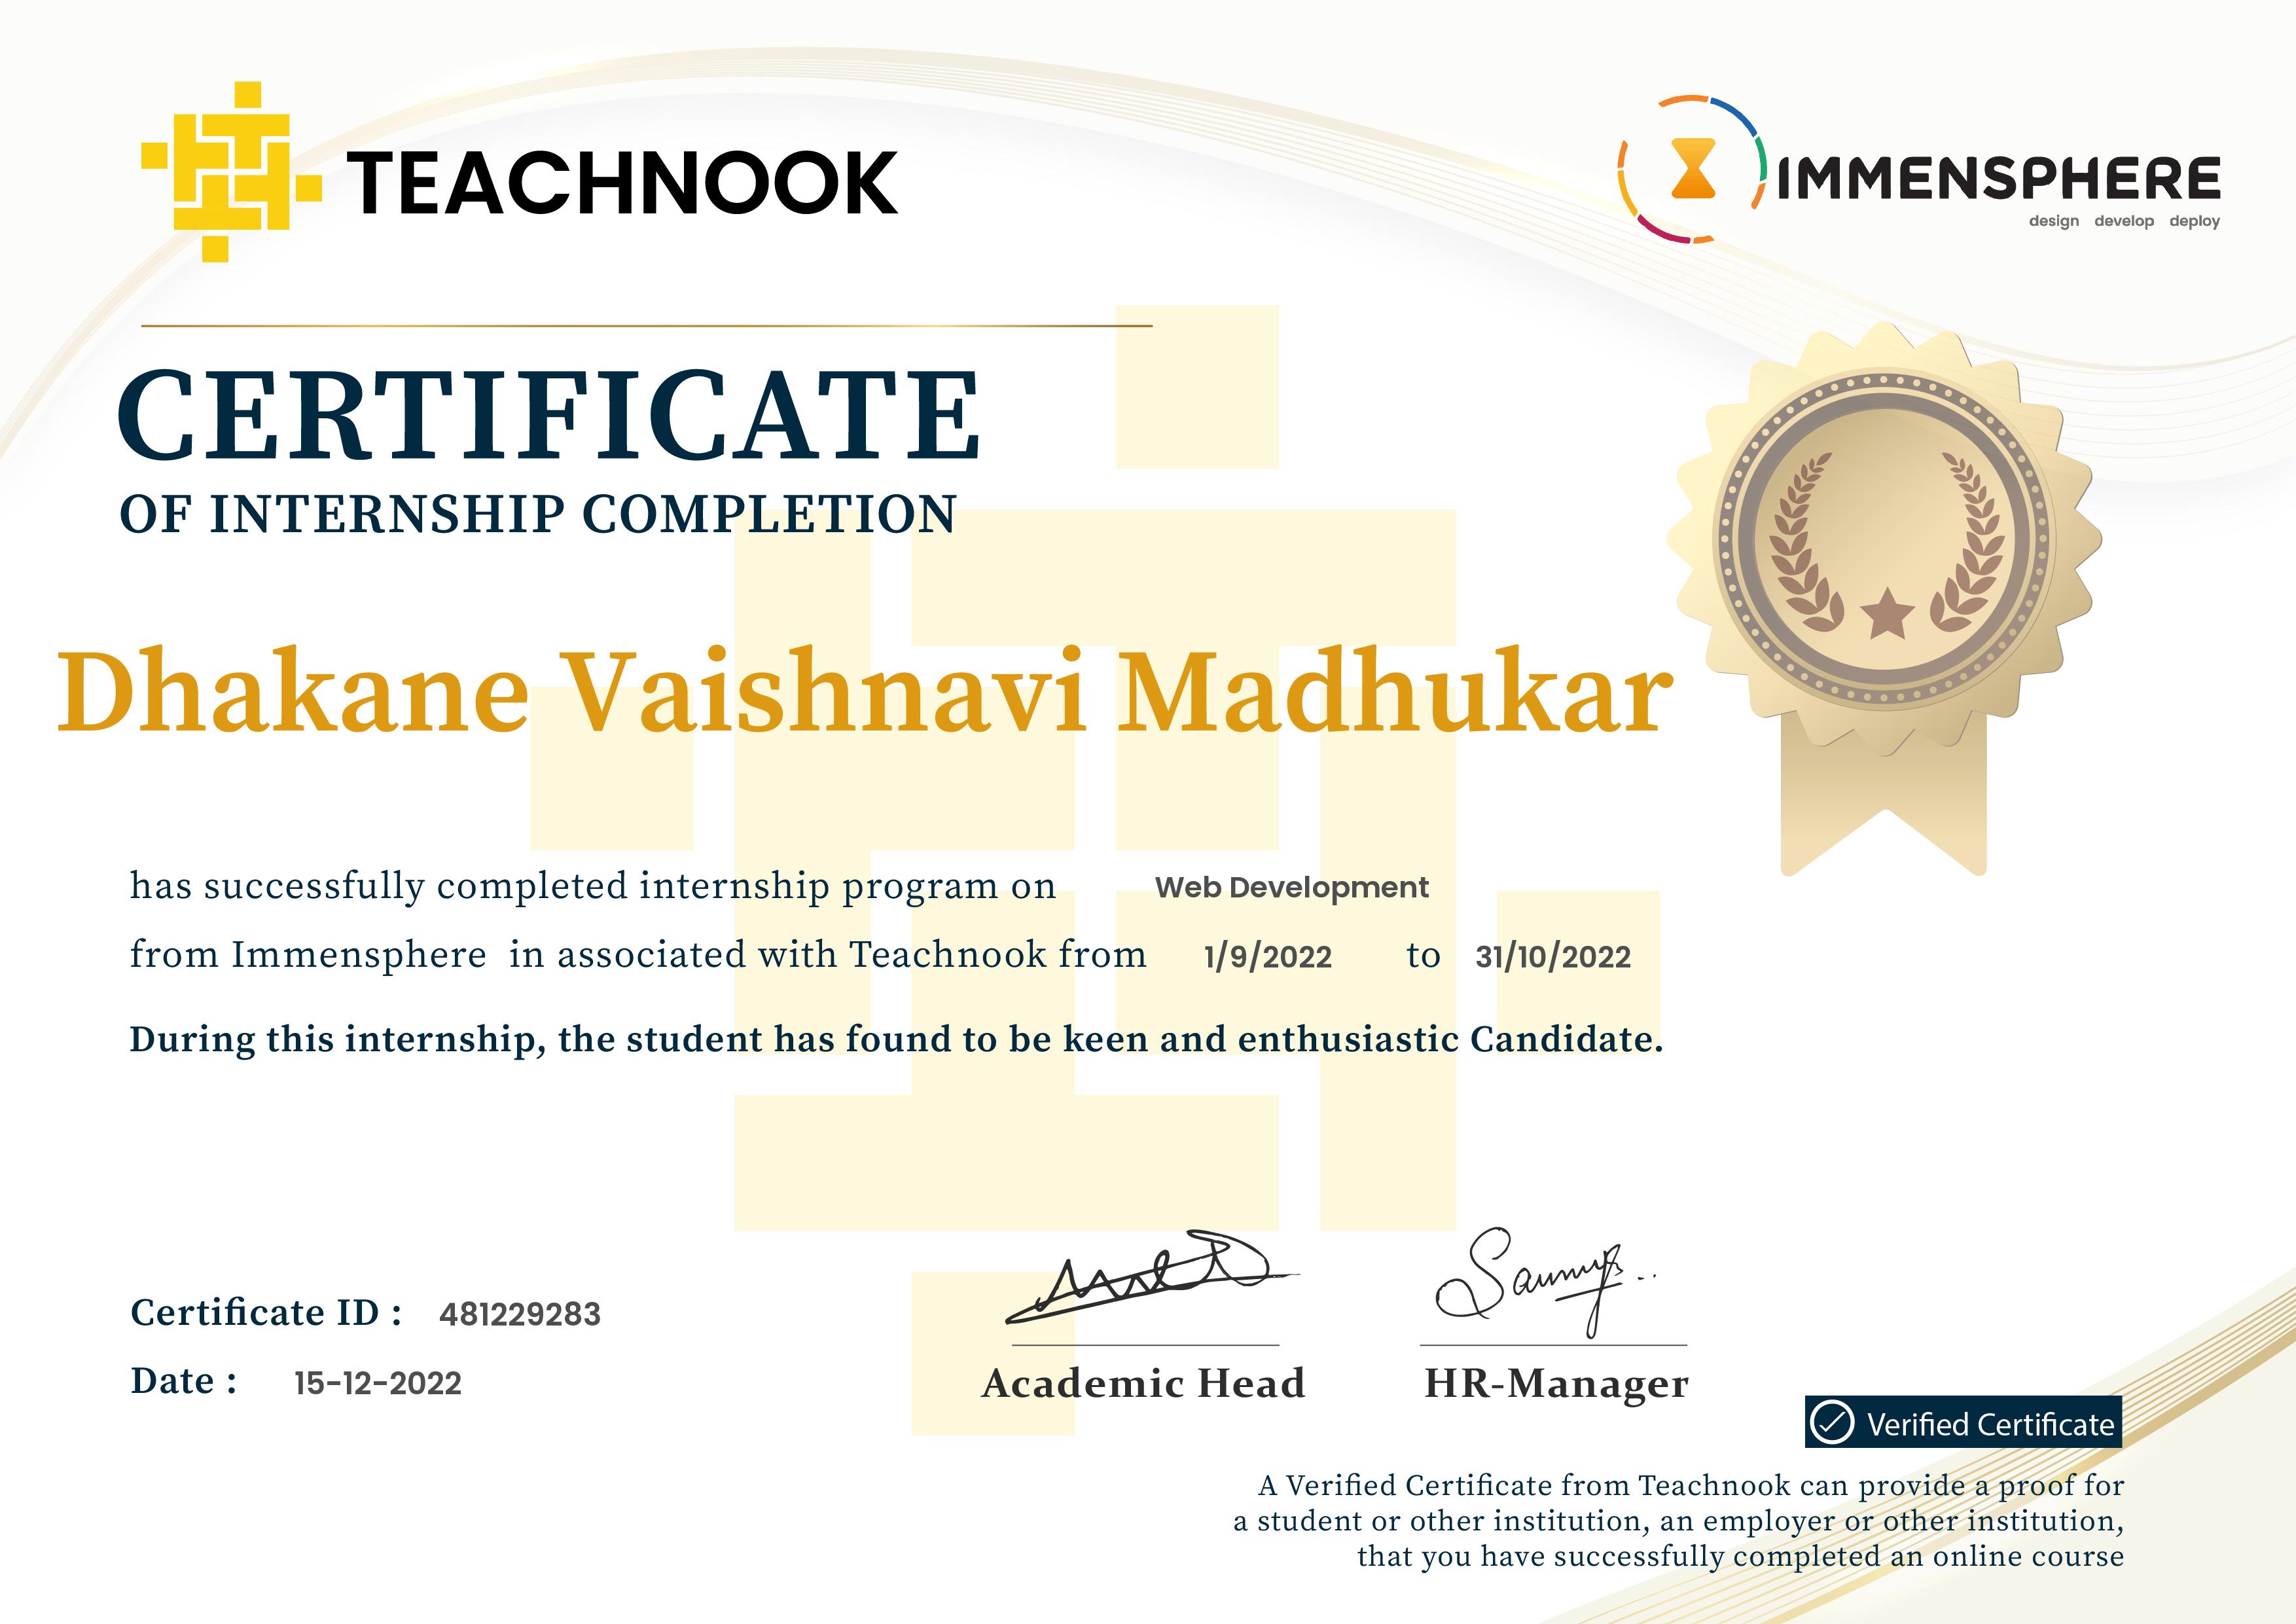 TEACHNOOK
IMMENSPHERE
design develop deploy
CERTIFICATE
OF INTERNSHIP COMPLETION
Dhakane Vaishnavi Madhukar
has successfully completed internship program on Web Development
from Immensphere in associated with Teachnook from 1/9/2022 to 31/10/2022
During this internship, the student has found to be keen and enthusiastic Candidate.
Certificate ID : 481229283
Date : 15-12-2022
Academic Head
HR-Manager
Verified Certificate
A Verified Certificate from Teachnook can provide a proof for
a student or other institution, an employer or other institution,
that you have successfully completed an online course